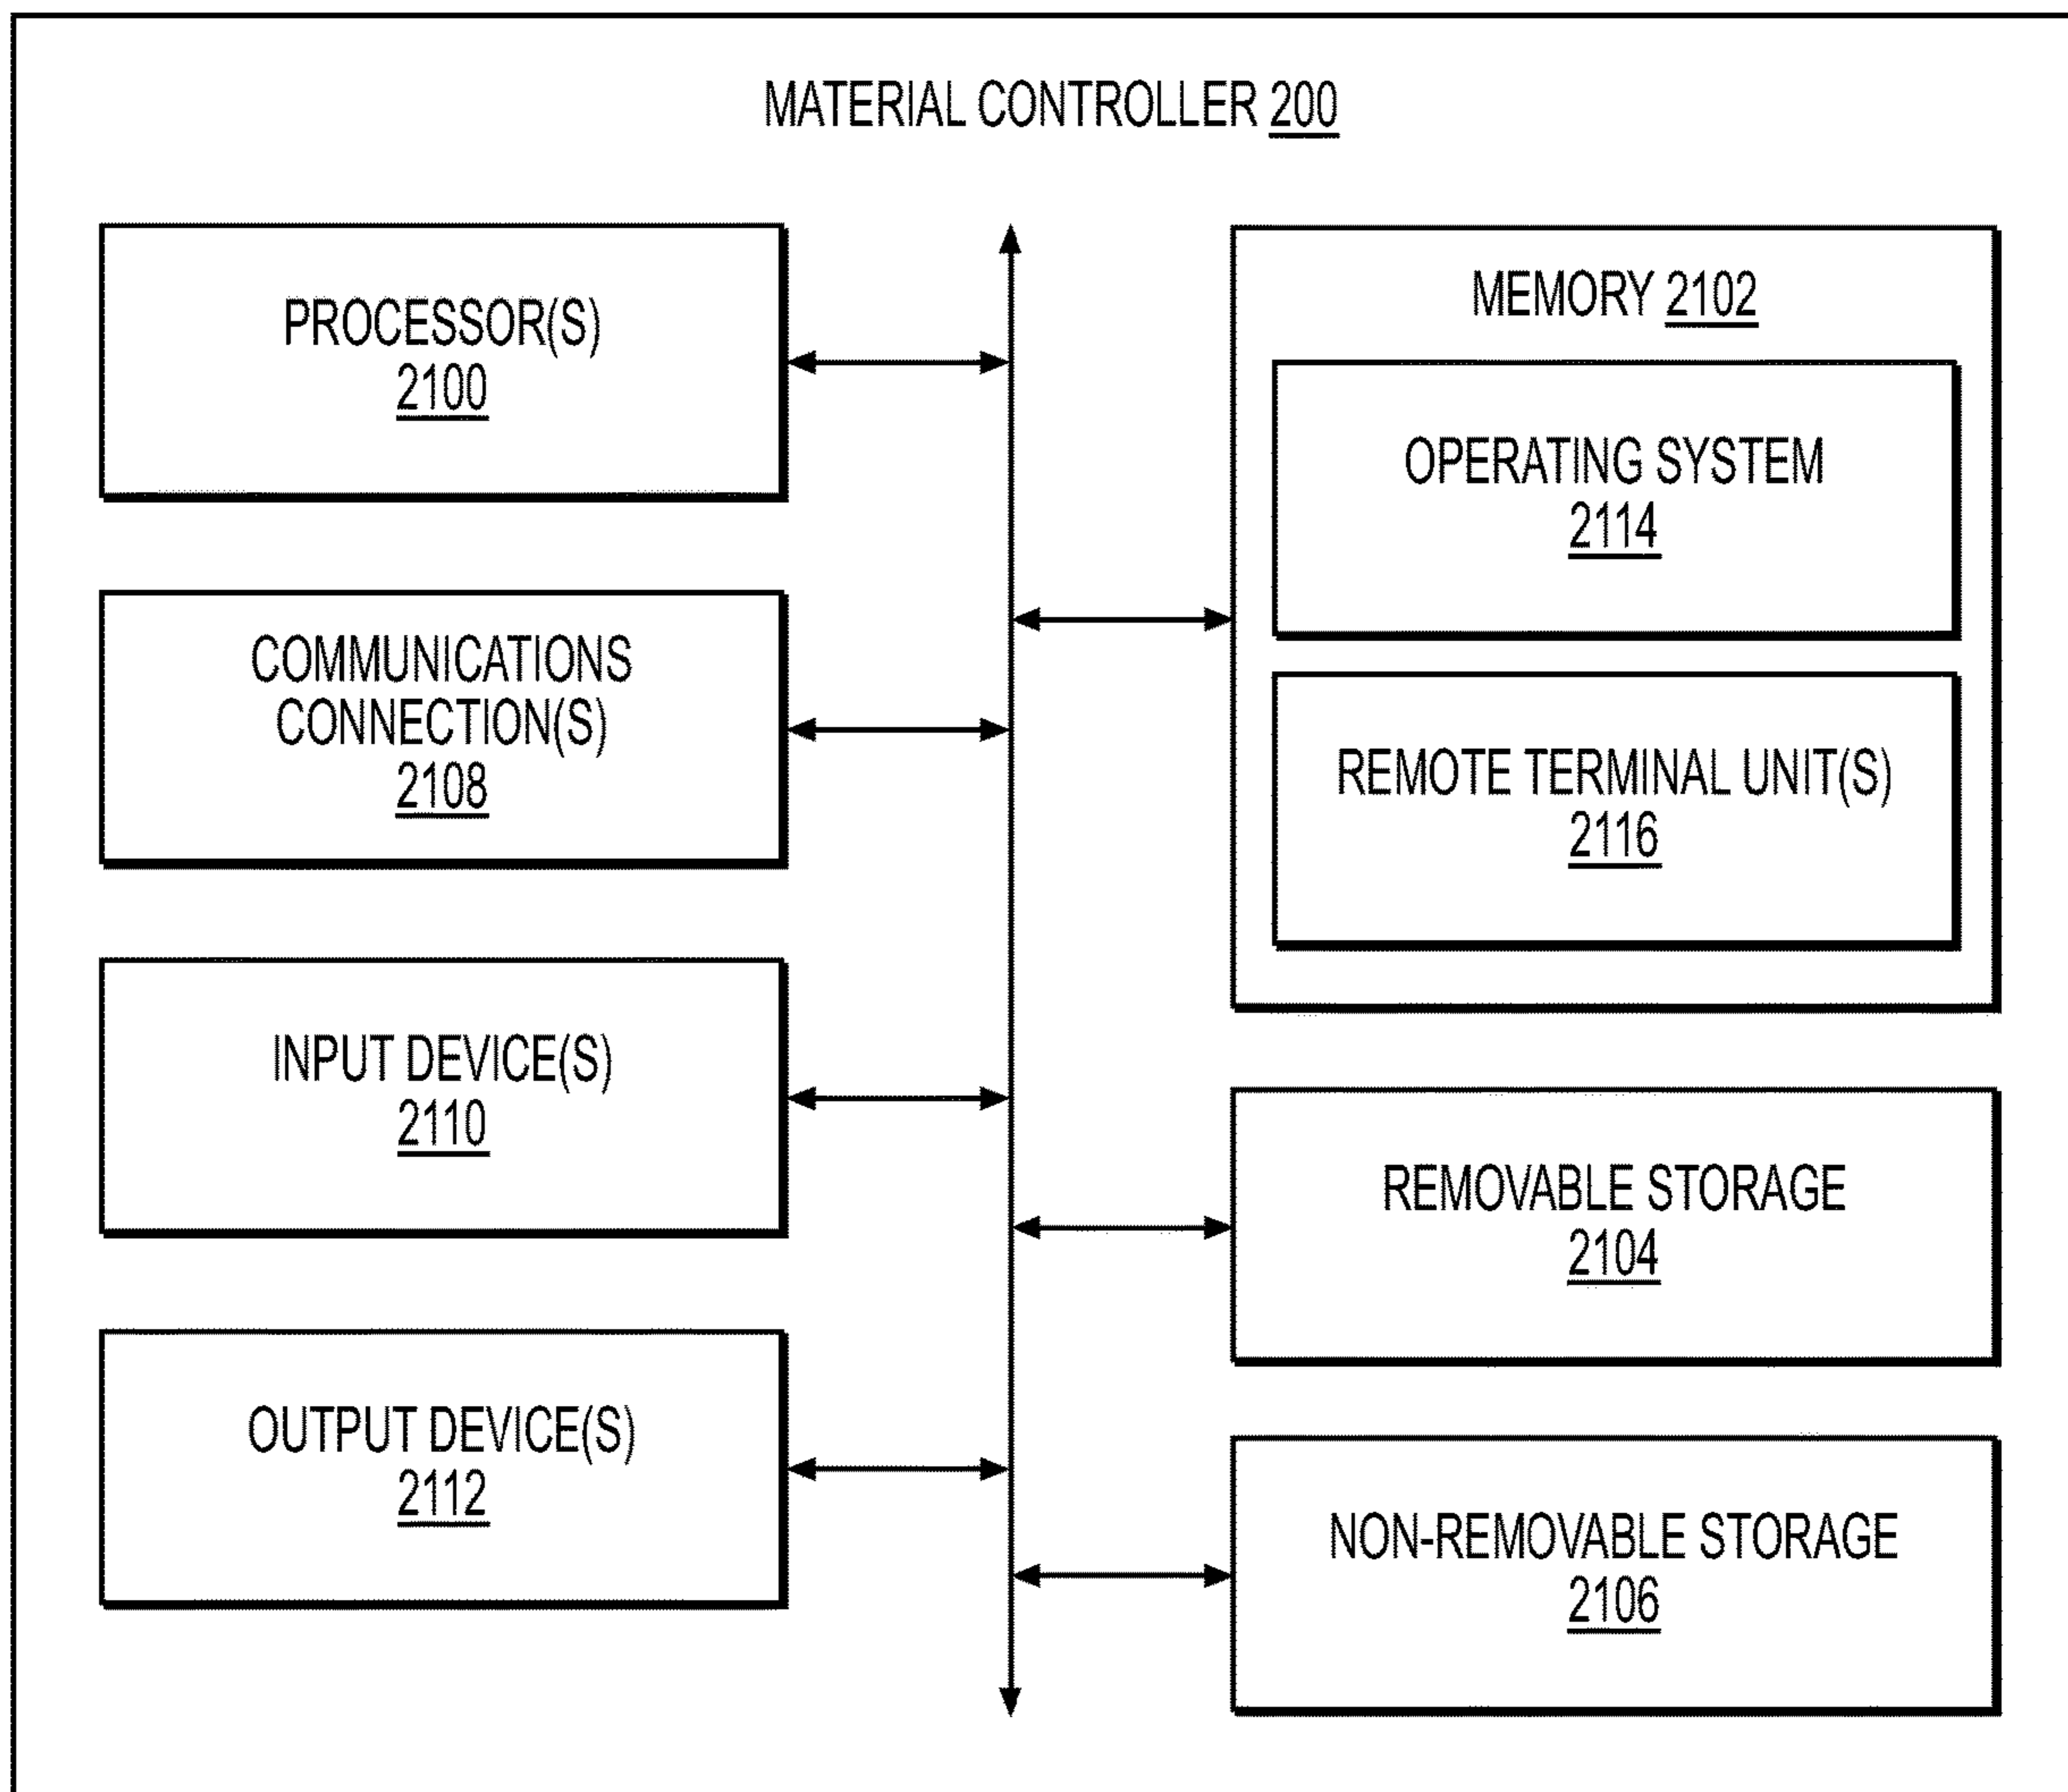 MATERIAL CONTROLLER 200
PROCESSOR(S)
2100
COMMUNICATIONS
CONNECTION(S)
2108
INPUT DEVICE(S)
2110
OUTPUT DEVICE(S)
2112
MEMORY 2102
OPERATING SYSTEM
2114
REMOTE TERMINAL UNIT(S)
2116
REMOVABLE STORAGE
2104
NON-REMOVABLE STORAGE
2106